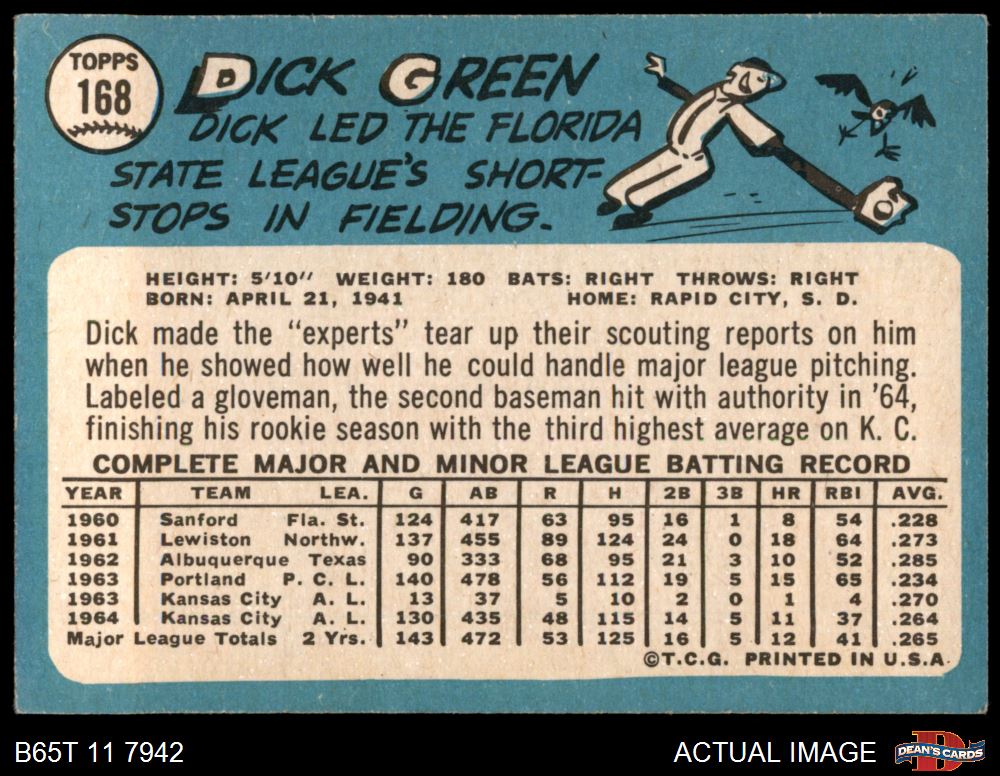 TOPPS
168
DICK GREEN
DICK LED THE FLORIDA
STATE LEAGUE'S SHORT-
STOPS IN FIELDING.
HEIGHT: 5'10" WEIGHT: 180 BATS: RIGHT THROWS: RIGHT
BORN: APRIL 21, 1941 HOME: RAPID CITY, S. D.
Dick made the "experts" tear up their scouting reports on him
when he showed how well he could handle major league pitching.
Labeled a gloveman, the second baseman hit with authority in '64,
finishing his rookie season with the third highest average on K. C.
COMPLETE MAJOR AND MINOR LEAGUE BATTING RECORD
YEAR TEAM LEA. G AB R H 2B 3B HR RBI AVG.
1960 Sanford Fla. St. 124 417 63 95 16 1 8 54 .228
1961 Lewiston Northw. 137 455 89 124 24 0 18 64 .273
1962 Albuquerque Texas 90 333 68 95 21 3 10 52 .285
1963 Portland P. C. L. 140 478 56 112 19 5 15 65 .234
1963 Kansas City A. L. 13 37 5 10 2 0 1 4 .270
1964 Kansas City A. L. 130 435 48 115 14 5 11 37 .264
Major League Totals 2 Yrs. 143 472 53 125 16 5 12 41 .265
©T.C.G. PRINTED IN U.S.A.
B65T 11 7942 ACTUAL IMAGE
D
DEAN'S CARDS